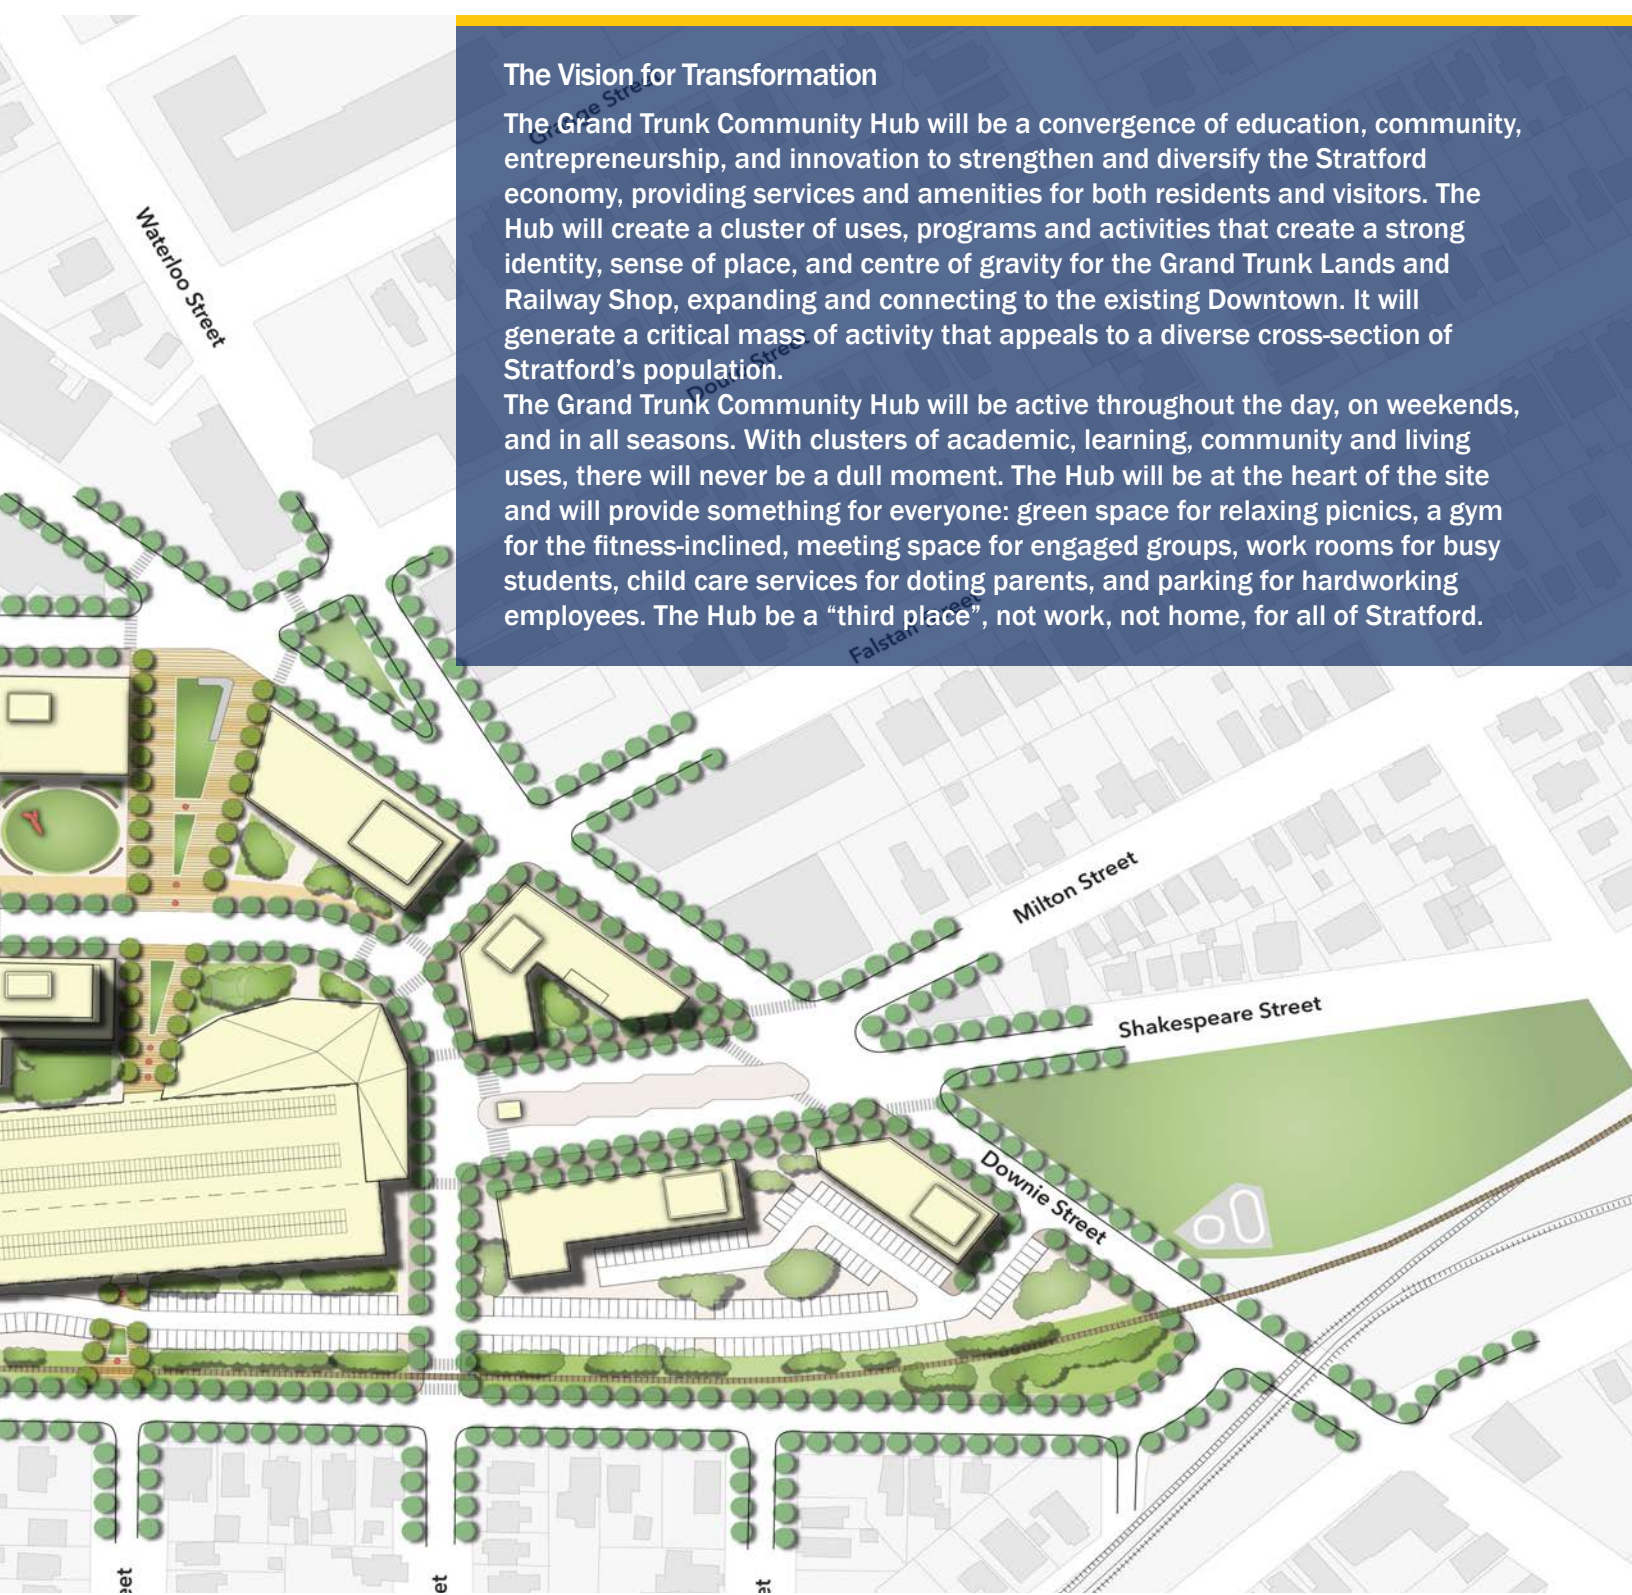 The Vision for Transformation
The Grand Trunk Community Hub will be a convergence of education, community,
entrepreneurship, and innovation to strengthen and diversify the Stratford
economy, providing services and amenities for both residents and visitors. The
Hub will create a cluster of uses, programs and activities that create a strong
identity, sense of place, and centre of gravity for the Grand Trunk Lands and
Railway Shop, expanding and connecting to the existing Downtown. It will
generate a critical mass of activity that appeals to a diverse cross-section of
Stratford's population.
The Grand Trunk Community Hub will be active throughout the day, on weekends,
and in all seasons. With clusters of academic, learning, community and living
uses, there will never be a dull moment. The Hub will be at the heart of the site
and will provide something for everyone: green space for relaxing picnics, a gym
for the fitness-inclined, meeting space for engaged groups, work rooms for busy
students, child care services for doting parents, and parking for hardworking
employees. The Hub be a “third place”, not work, not home, for all of Stratford.
Street
Street
Falstaff Street
Waterloo Street
Milton Street
Shakespeare Street
Downie Street
et
et
et